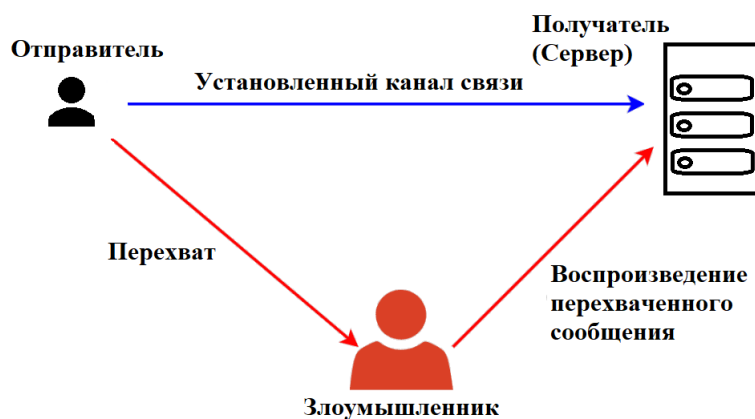 Отправитель
Получатель
(Сервер)
Установленный канал связи
Перехват
Воспроизведение
перехваченного
сообщения
Злоумышленник